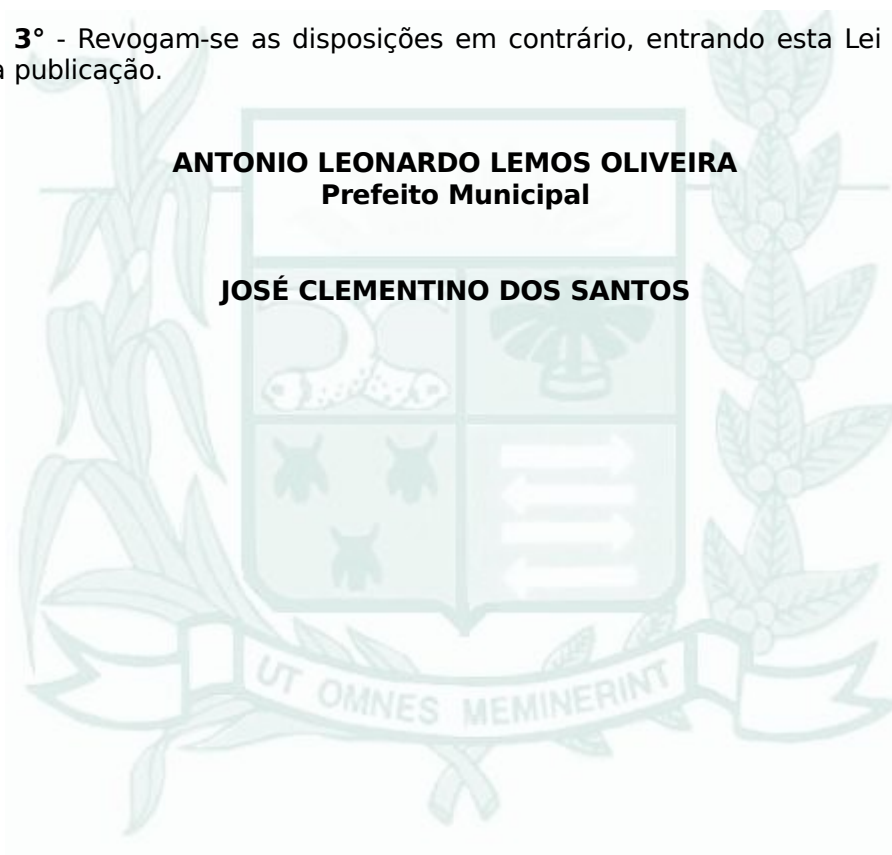 3° - Revogam-se as disposições em contrário, entrando esta Lei
a publicação.
ANTONIO LEONARDO LEMOS OLIVEIRA
Prefeito Municipal
JOSÉ CLEMENTINO DOS SANTOS
UT OMNES MEMINERINT